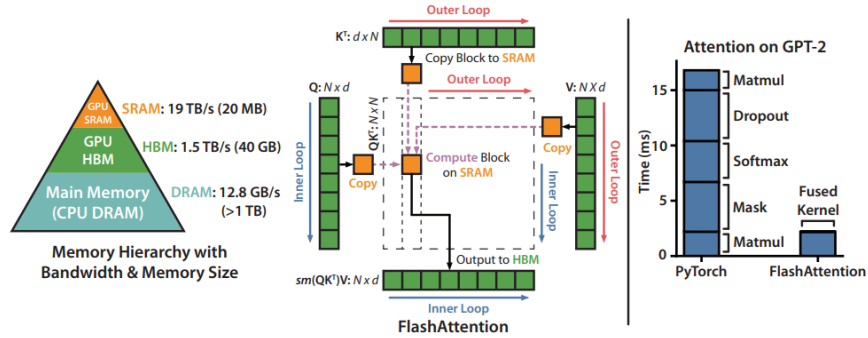 GPU
SRAM
GPU
HBM
Main Memory
(CPU DRAM)
SRAM: 19 TB/s (20 MB)
HBM: 1.5 TB/s (40 GB)
DRAM: 12.8 GB/s
(>1 TB)
Memory Hierarchy with
Bandwidth & Memory Size
Outer Loop
Kᵀ: d x N
Copy Block to SRAM
Outer Loop
Q: N x d
QKᵀ: N x N
V: N X d
Inner Loop
Copy
Compute Block
on SRAM
Copy
Inner Loop
Outer Loop
Output to HBM
sm(QKᵀ)V: N x d
Inner Loop
FlashAttention
Attention on GPT-2
Time (ms)
15
10
5
0
Matmul
Dropout
Softmax
Mask
Matmul
Fused
Kernel
PyTorch
FlashAttention